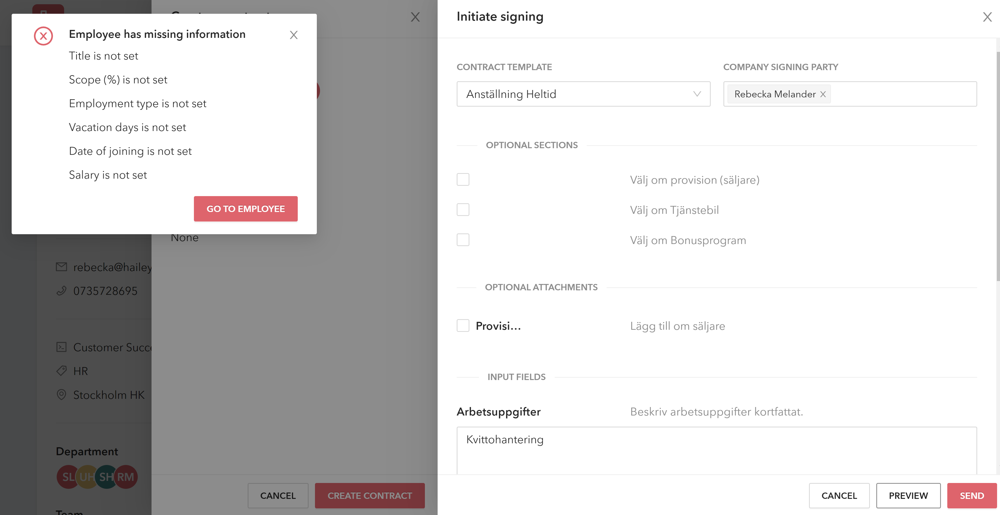 Employee has missing information
Title is not set
Scope (%) is not set
Employment type is not set
Vacation days is not set
Date of joining is not set
Salary is not set
GO TO EMPLOYEE
None
rebecka@hailey
0735728695
Customer Succe
HR
Stockholm HK
Department
SL UH SH RM
Team
CANCEL
CREATE CONTRACT
Initiate signing
CONTRACT TEMPLATE
COMPANY SIGNING PARTY
Anställning Heltid
Rebecka Melander
OPTIONAL SECTIONS
Välj om provision (säljare)
Välj om Tjänstebil
Välj om Bonusprogram
OPTIONAL ATTACHMENTS
Provisi...
Lägg till om säljare
INPUT FIELDS
Arbetsuppgifter
Beskriv arbetsuppgifter kortfattat.
Kvittohantering
CANCEL
PREVIEW
SEND